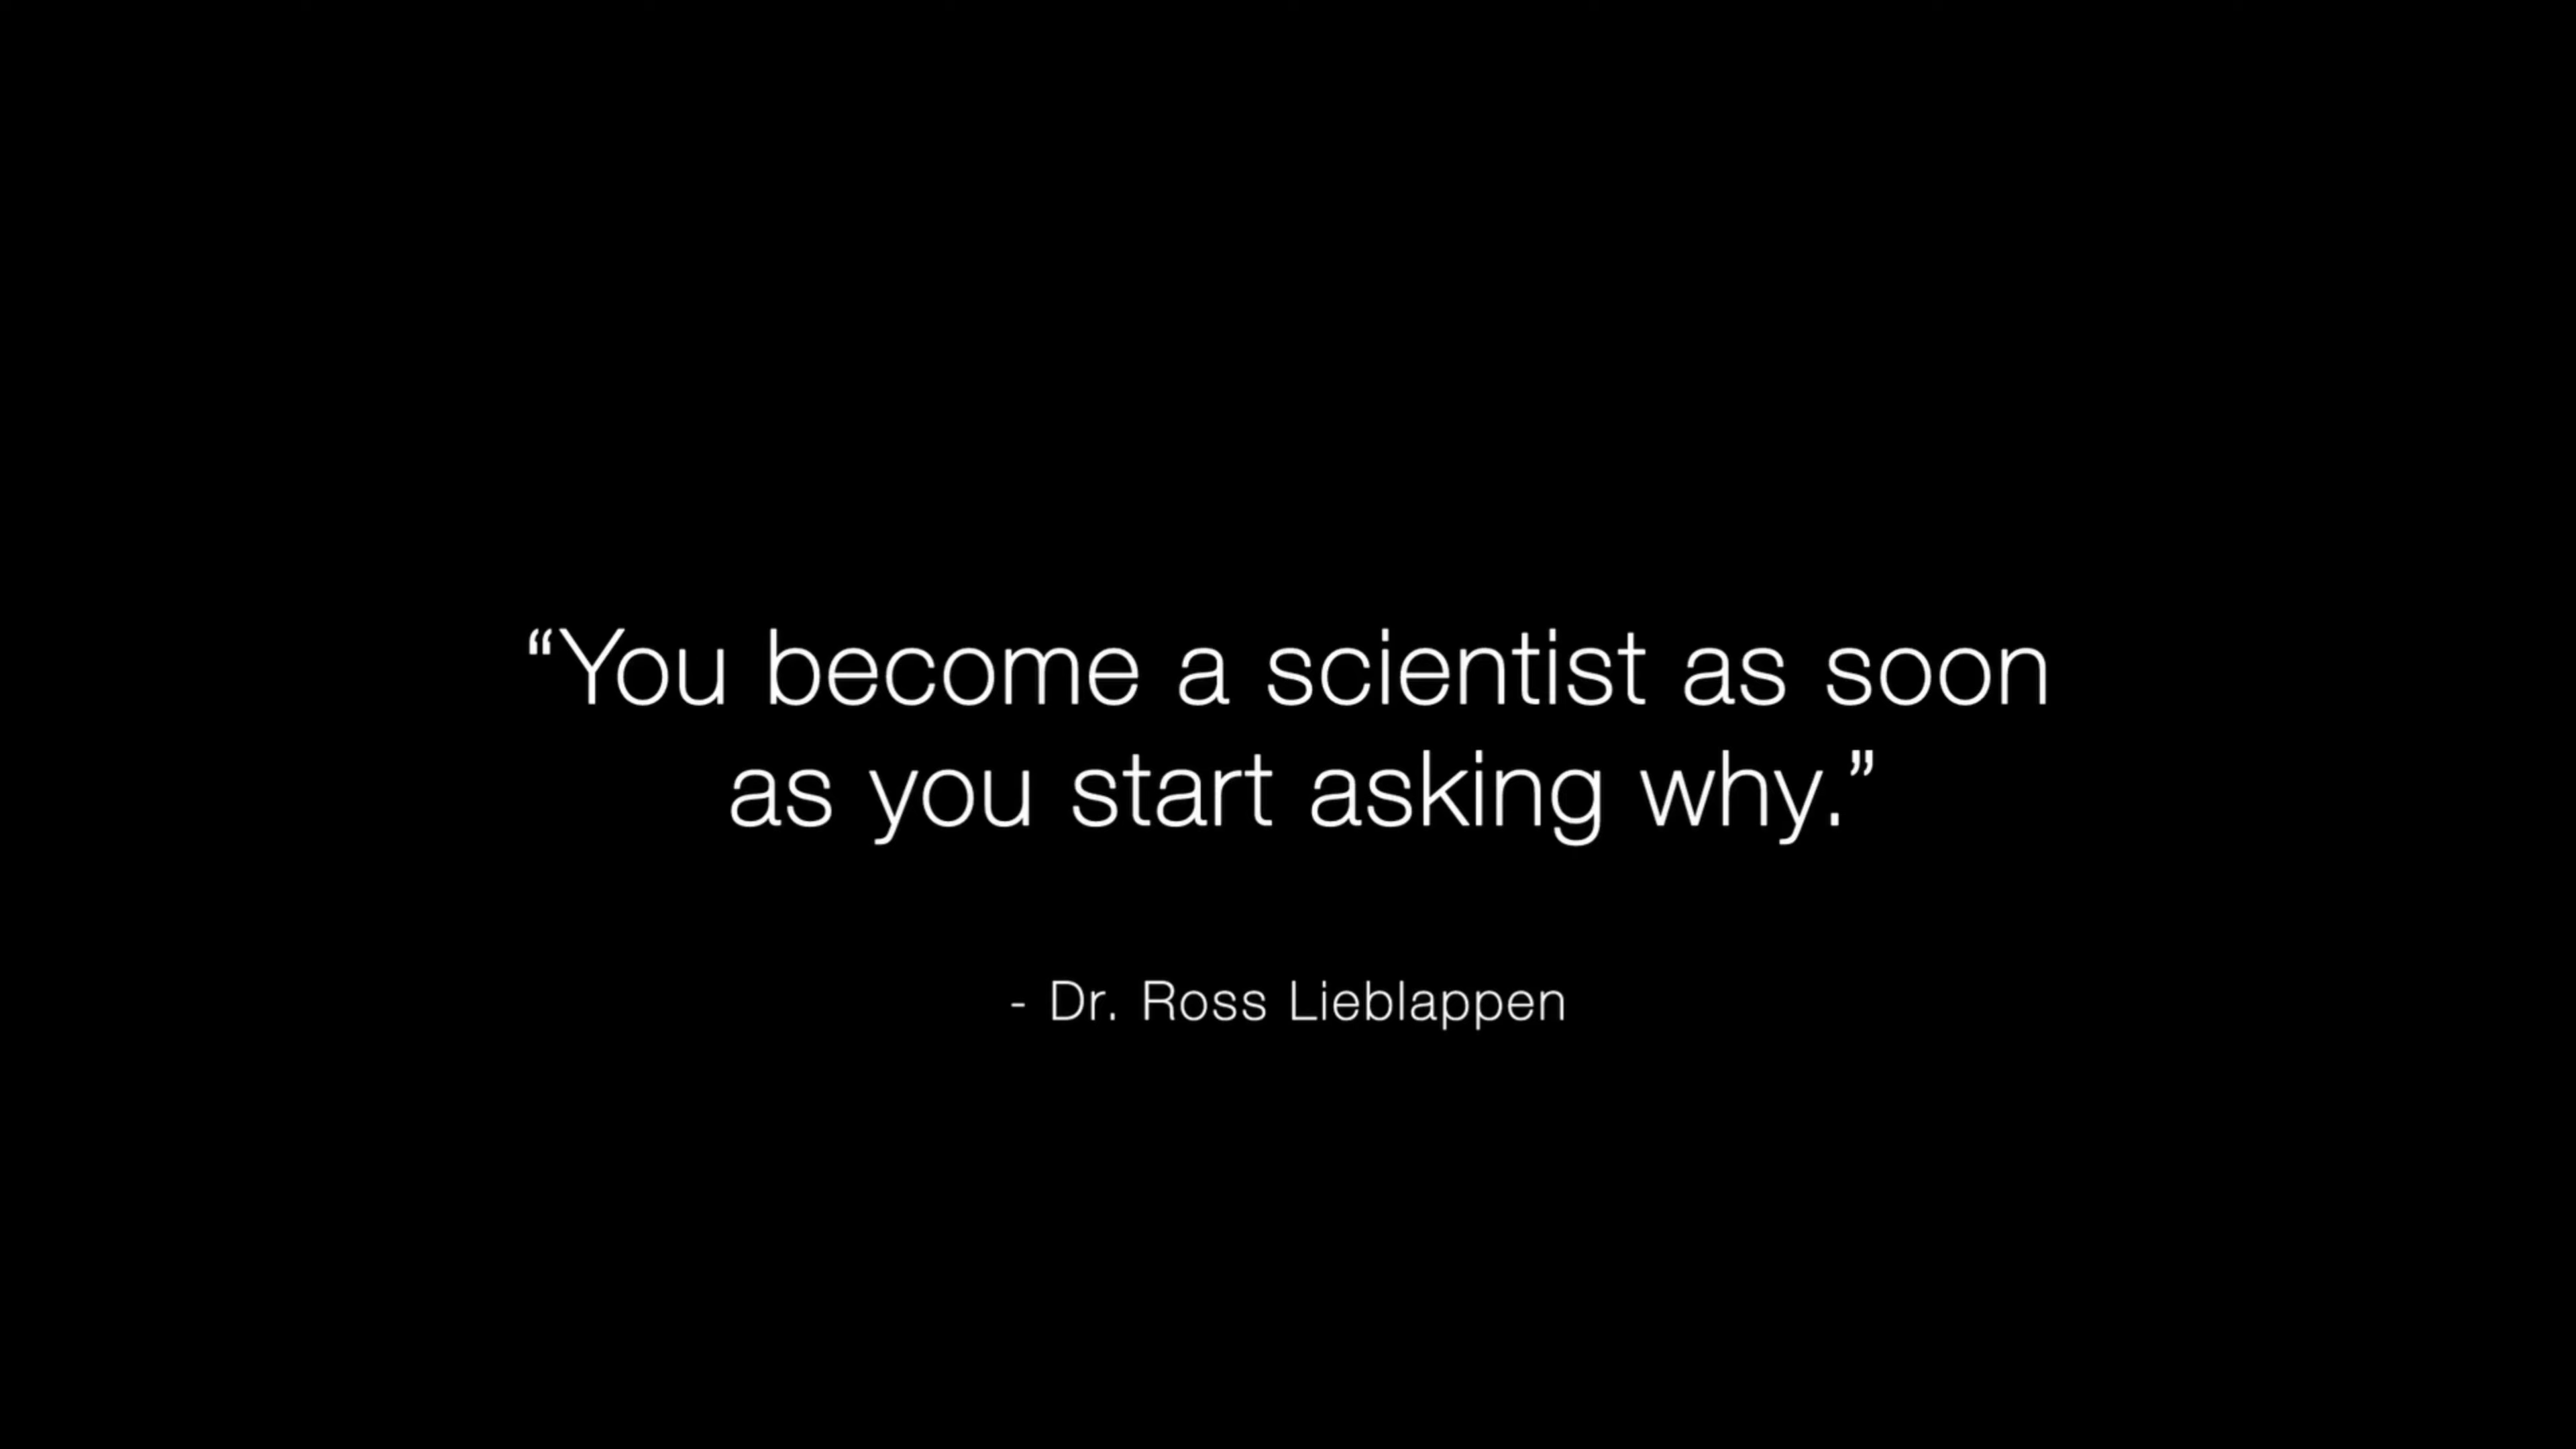 “You become a scientist as soon
as you start asking why.”
- Dr. Ross Lieblappen